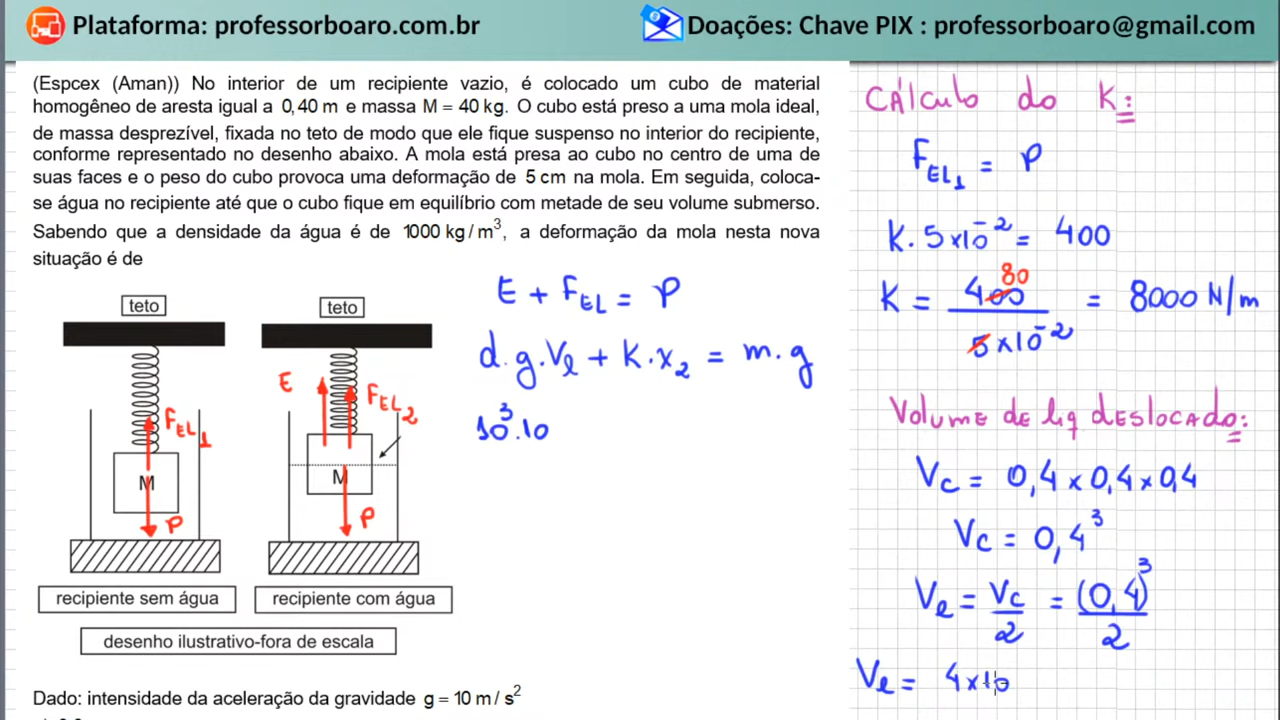 Plataforma: professorboaro.com.br
Doações: Chave PIX : professorboaro@gmail.com
(Espcex (Aman)) No interior de um recipiente vazio, é colocado um cubo de material
homogêneo de aresta igual a 0,40 m e massa M = 40 kg. O cubo está preso a uma mola ideal,
de massa desprezível, fixada no teto de modo que ele fique suspenso no interior do recipiente,
conforme representado no desenho abaixo. A mola está presa ao cubo no centro de uma de
suas faces e o peso do cubo provoca uma deformação de 5 cm na mola. Em seguida, coloca-
se água no recipiente até que o cubo fique em equilíbrio com metade de seu volume submerso.
Sabendo que a densidade da água é de 1000 kg / m³, a deformação da mola nesta nova
situação é de
teto
F_EL1
M
P
recipiente sem água
teto
E
F_EL2
M
P
recipiente com água
desenho ilustrativo-fora de escala
Dado: intensidade da aceleração da gravidade g = 10 m / s²
E + F_EL = P
d.g.V_l + K.x_2 = m.g
10³.10
CÁLCULO DO K:
F_EL1 = P
K. 5x10⁻² = 400
80
K = 400 / 5x10⁻² = 8000 N/m
VOLUME DE LIQ DESLOCADO:
V_C = 0,4 x 0,4 x 0,4
V_C = 0,4³
V_l = V_C / 2 = (0,4)³ / 2
V_l = 4x10